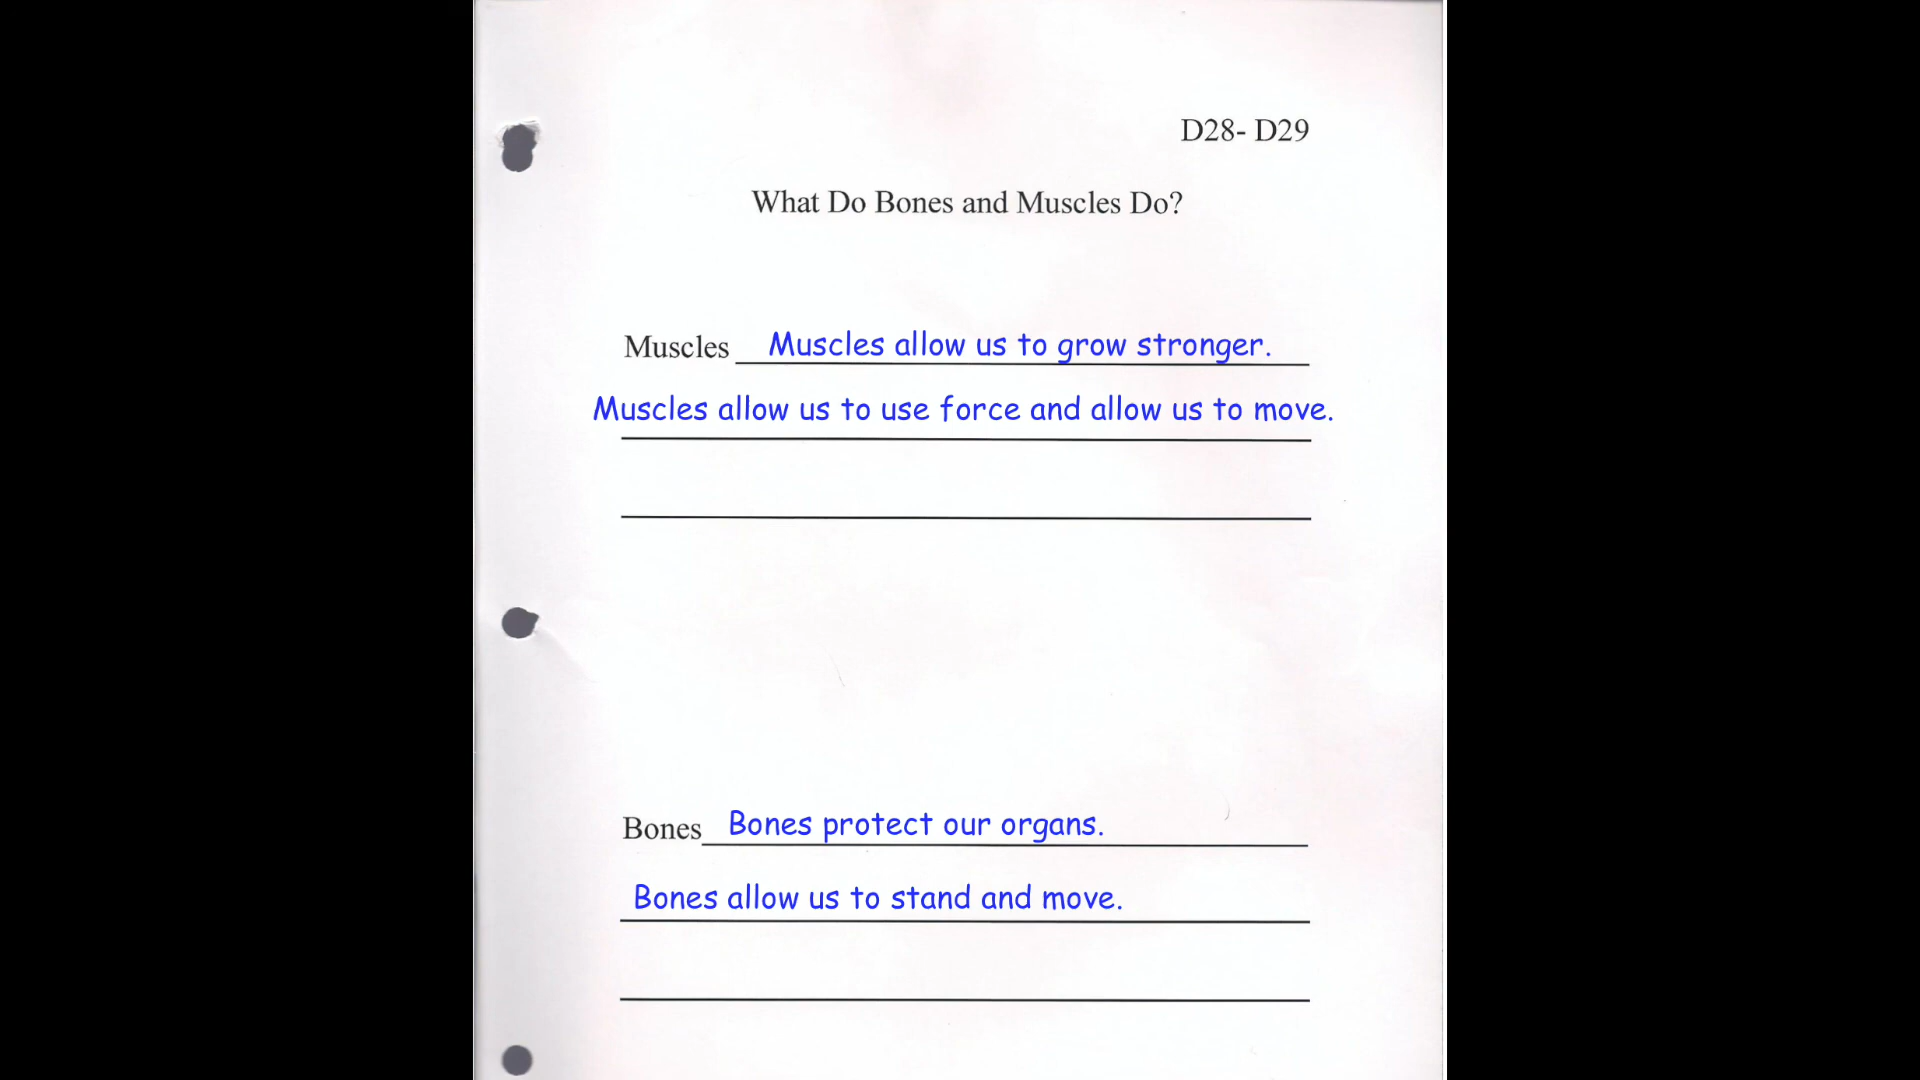 D28- D29
What Do Bones and Muscles Do?
Muscles Muscles allow us to grow stronger.
Muscles allow us to use force and allow us to move.
Bones Bones protect our organs.
Bones allow us to stand and move.